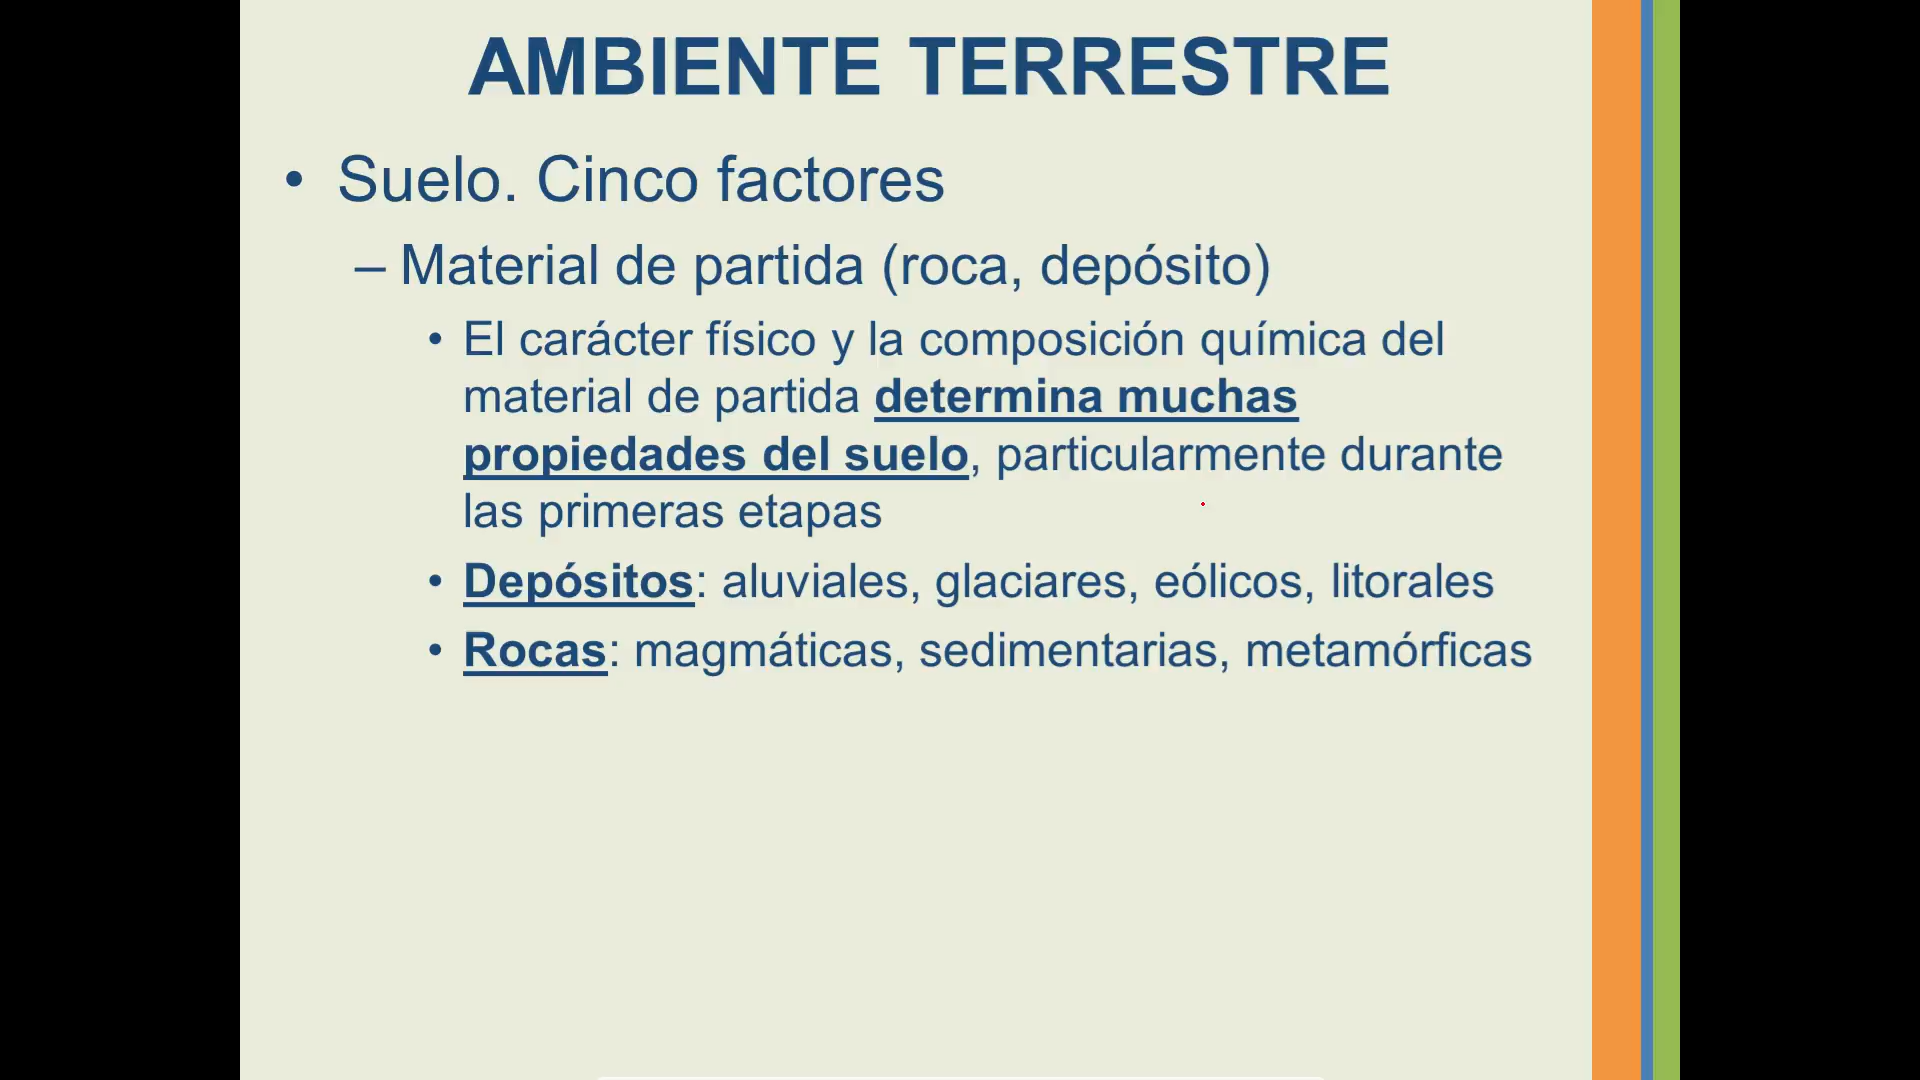 AMBIENTE TERRESTRE
• Suelo. Cinco factores
– Material de partida (roca, depósito)
• El carácter físico y la composición química del
material de partida determina muchas
propiedades del suelo, particularmente durante
las primeras etapas
• Depósitos: aluviales, glaciares, eólicos, litorales
• Rocas: magmáticas, sedimentarias, metamórficas